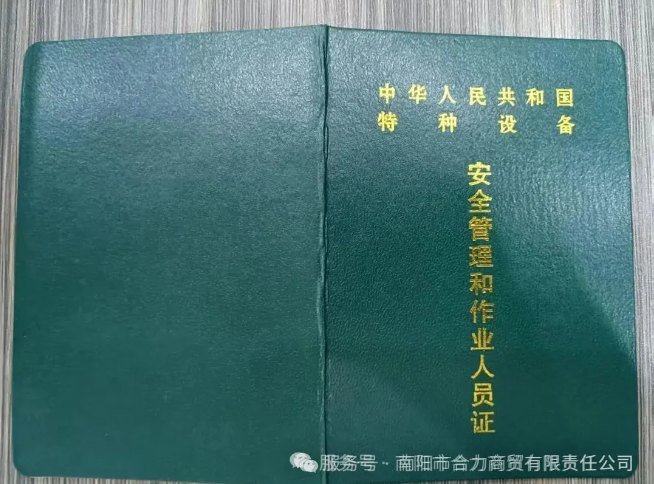 中华人民共和国
特种设备
安全管理和作业人员证
服务号 · 南阳市合力商贸有限责任公司